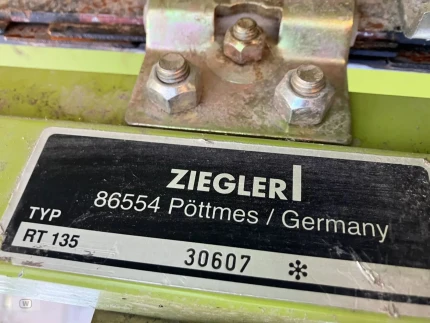 ZIEGLER
86554 Pöttmes / Germany
TYP
RT 135 30607 *